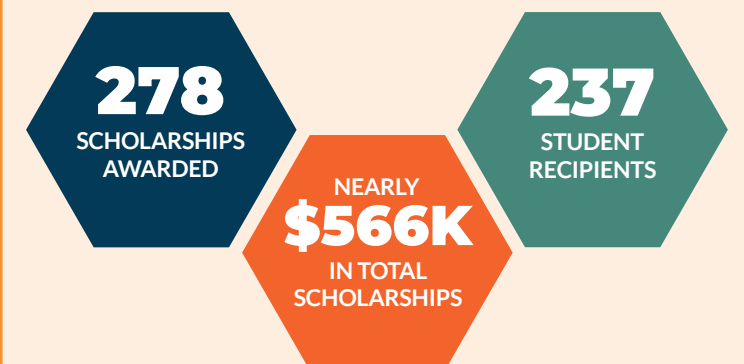 278
SCHOLARSHIPS
AWARDED
NEARLY
$566K
IN TOTAL
SCHOLARSHIPS
237
STUDENT
RECIPIENTS